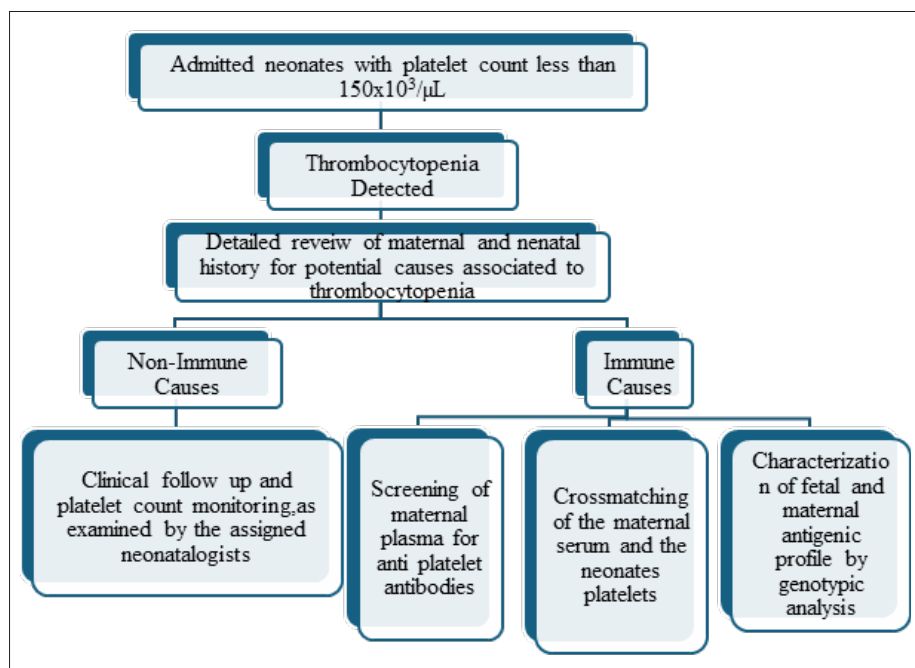 Admitted neonates with platelet count less than
150x10³/µL
Thrombocytopenia
Detected
Detailed reveiw of maternal and nenatal
history for potential causes associated to
thrombocytopenia
Non-Immune
Causes
Immune
Causes
Clinical follow up and
platelet count monitoring,as
examined by the assigned
neonatalogists
Screening of
maternal
plasma for
anti platelet
antibodies
Crossmatching
of the maternal
serum and the
neonates
platelets
Characterizatio
n of fetal and
maternal
antigenic
profile by
genotypic
analysis